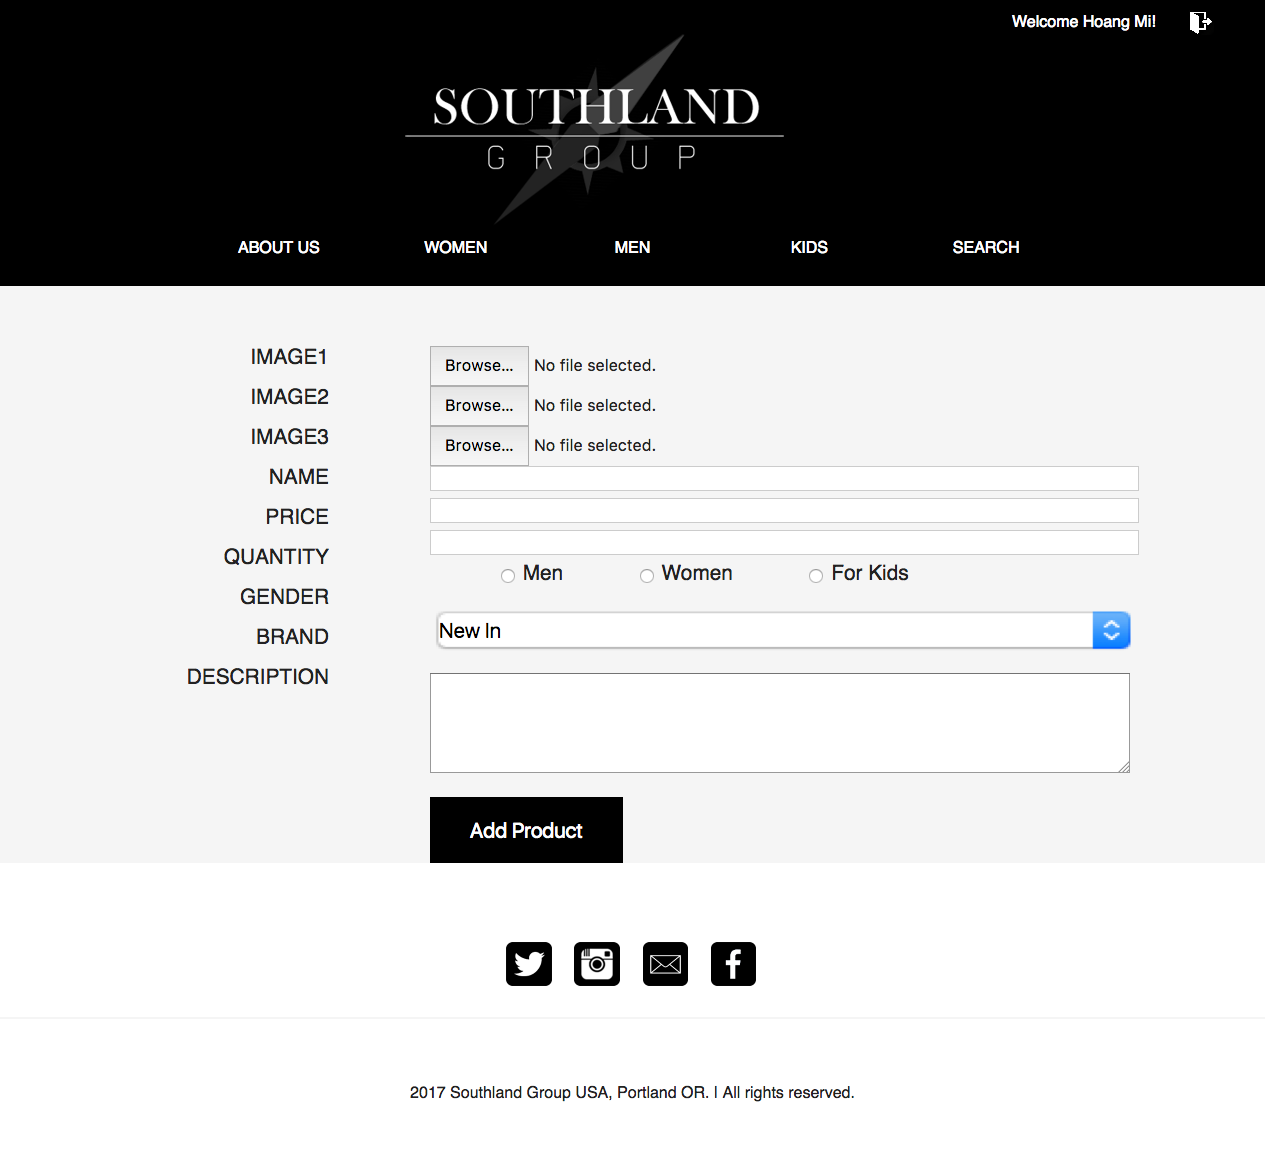 Welcome Hoang Mi!
SOUTHLAND
GROUP
ABOUT US WOMEN MEN KIDS SEARCH
IMAGE1 Browse... No file selected.
IMAGE2 Browse... No file selected.
IMAGE3 Browse... No file selected.
NAME
PRICE
QUANTITY
GENDER Men Women For Kids
BRAND New In
DESCRIPTION
Add Product
2017 Southland Group USA, Portland OR. | All rights reserved.